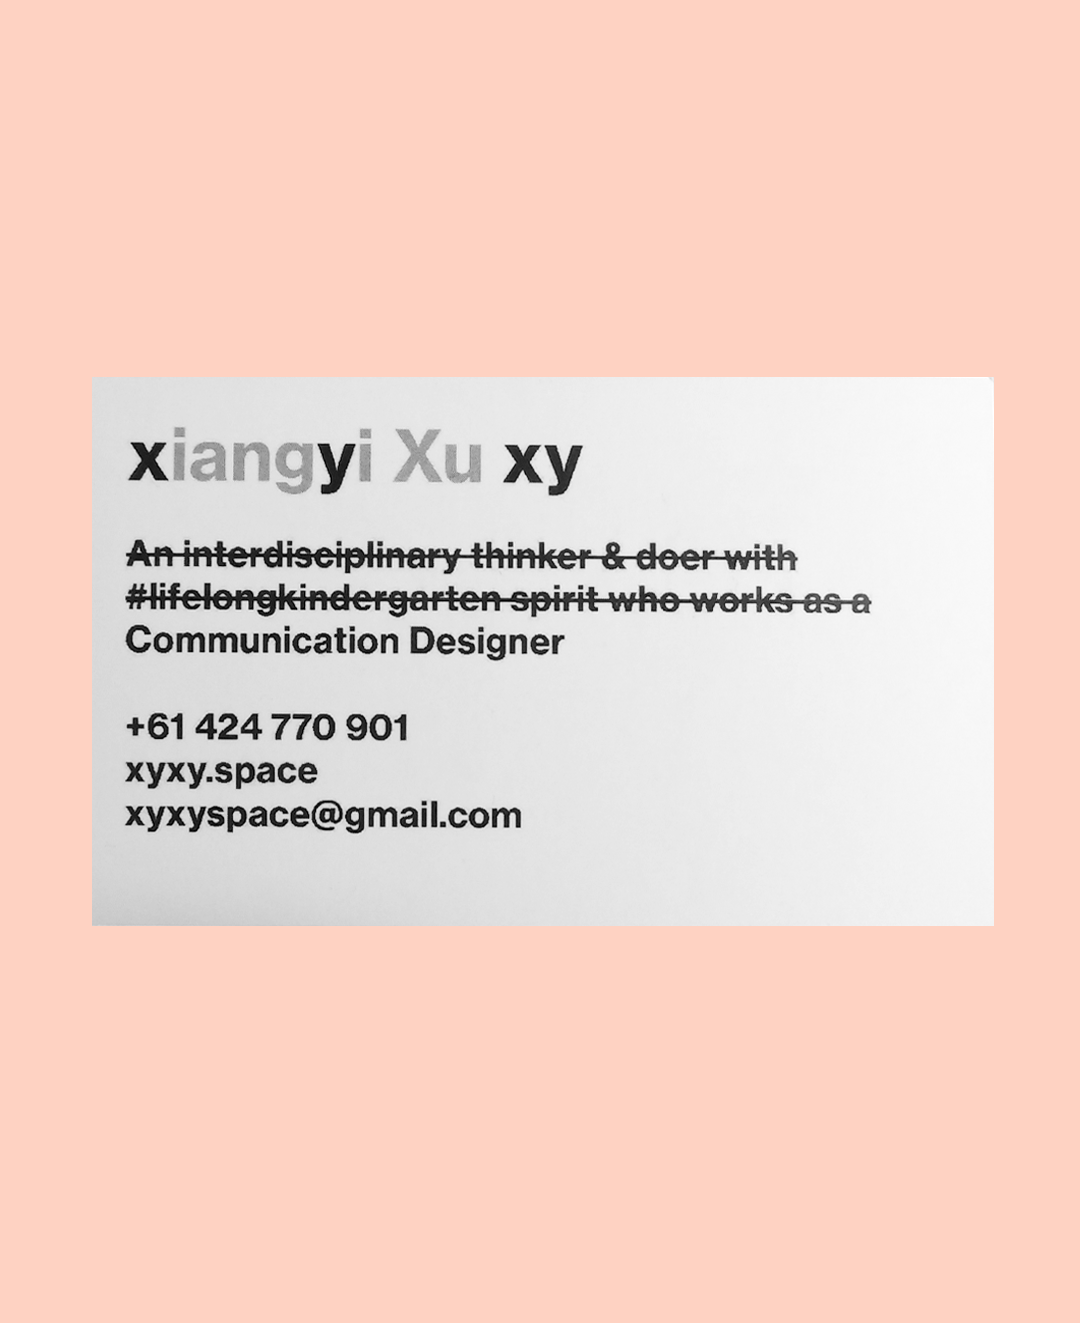 xiangyi Xu xy
An interdisciplinary thinker & doer with
#lifelongkindergarten spirit who works as a
Communication Designer
+61 424 770 901
xyxy.space
xyxyspace@gmail.com